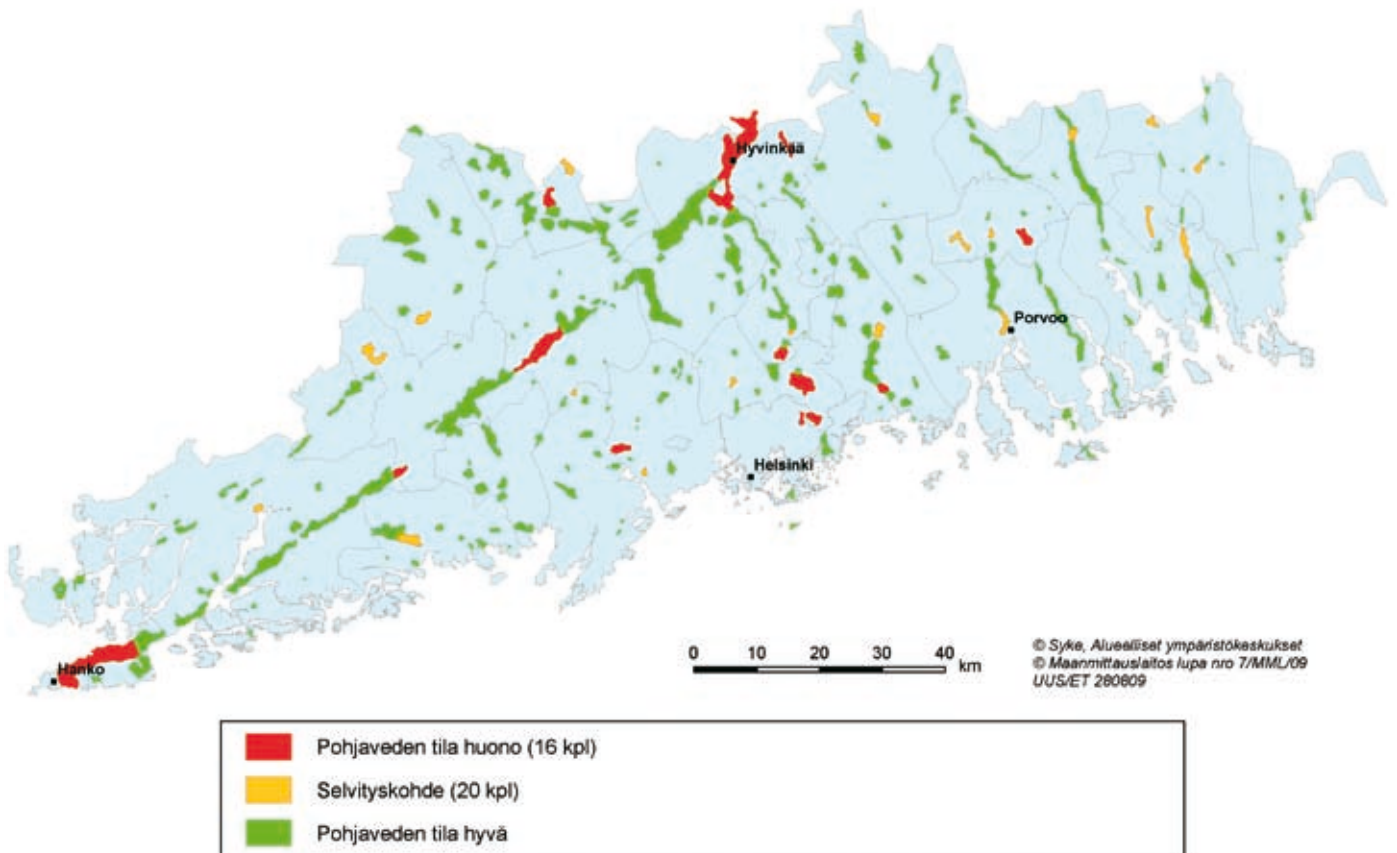 Hyvinkää
Porvoo
Helsinki
Hanko
0 10 20 30 40 km
© Syke, Alueelliset ympäristökeskukset
© Maanmittauslaitos lupa nro 7/MML/09
UUS/ET 280809
Pohjaveden tila huono (16 kpl)
Selvityskohde (20 kpl)
Pohjaveden tila hyvä